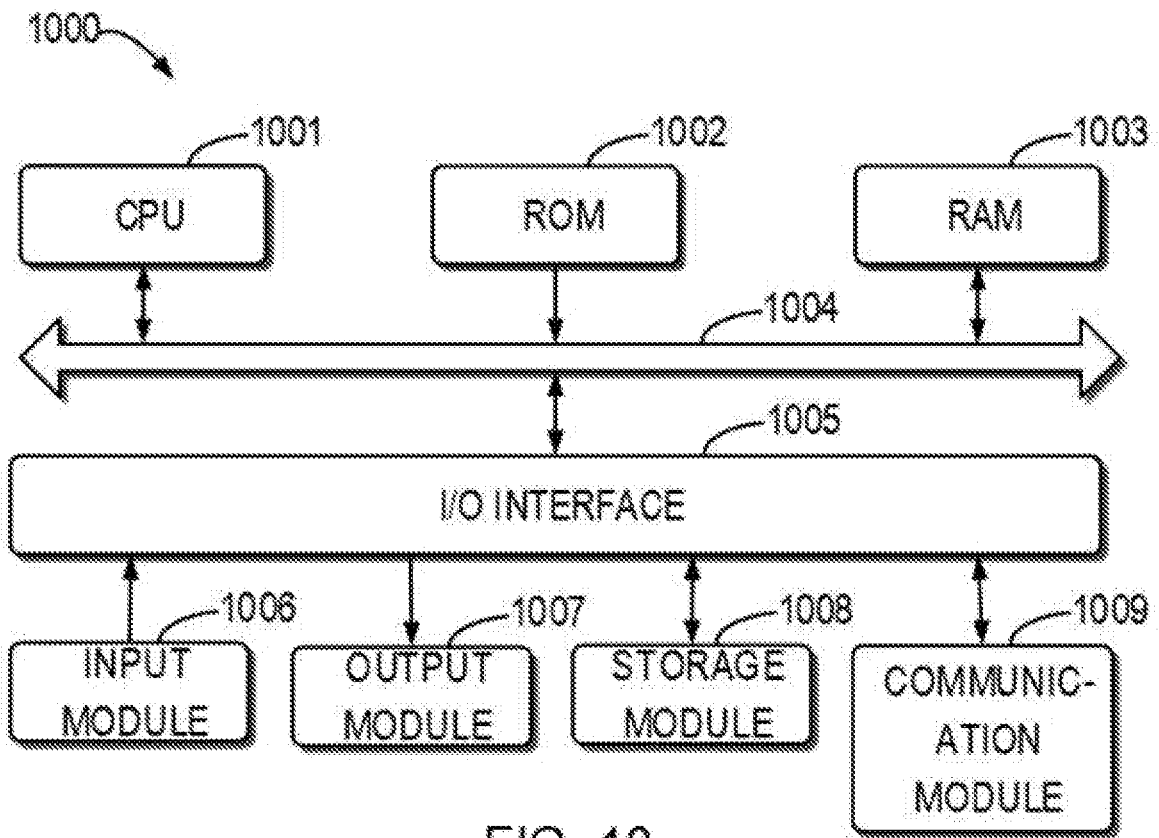 1000
1001
1002
1003
CPU
ROM
RAM
1004
1005
I/O INTERFACE
1006
1007
1008
1009
INPUT
MODULE
OUTPUT
MODULE
STORAGE
MODULE
COMMUNIC-
ATION
MODULE